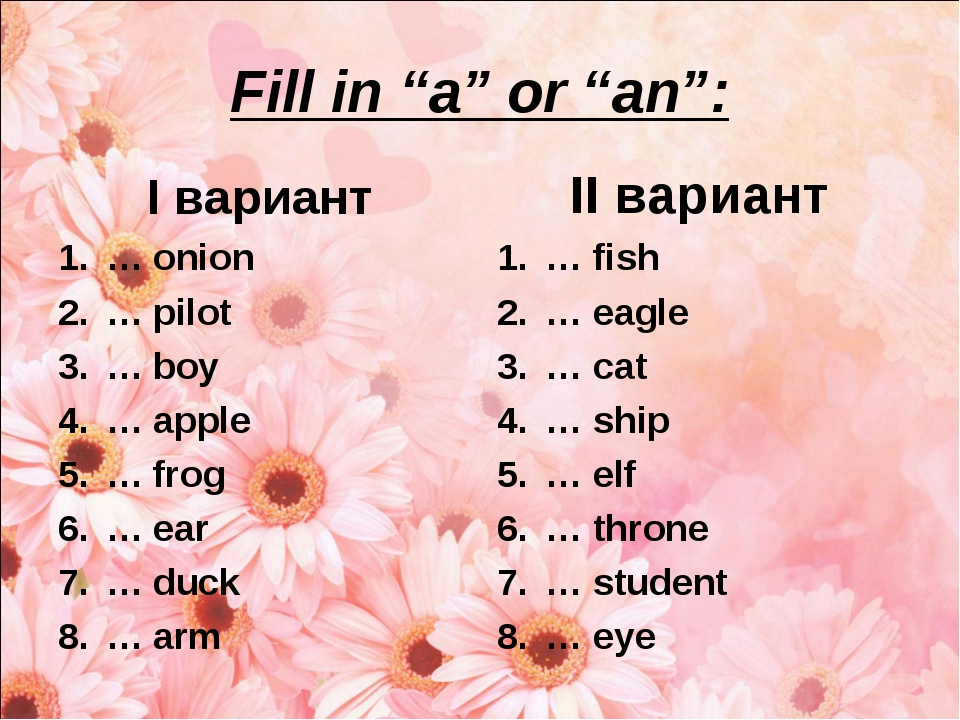 Fill in “a” or “an”:
I вариант
1. … onion
2. … pilot
3. … boy
4. … apple
5. … frog
6. … ear
7. … duck
8. … arm
II вариант
1. … fish
2. … eagle
3. … cat
4. … ship
5. … elf
6. … throne
7. … student
8. … eye